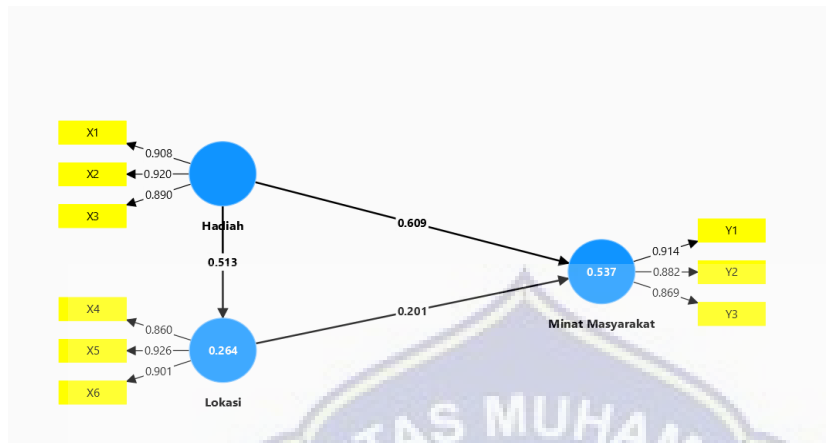 X1
0.908
X2
0.920
0.890
X3
Hadiah
0.609
Y1
0.914
0.513
0.537
0.882
Y2
0.869
X4
0.860
0.201
Y3
Minat Masyarakat
X5
0.926
0.264
0.901
X6
Lokasi
TAS MUHAM